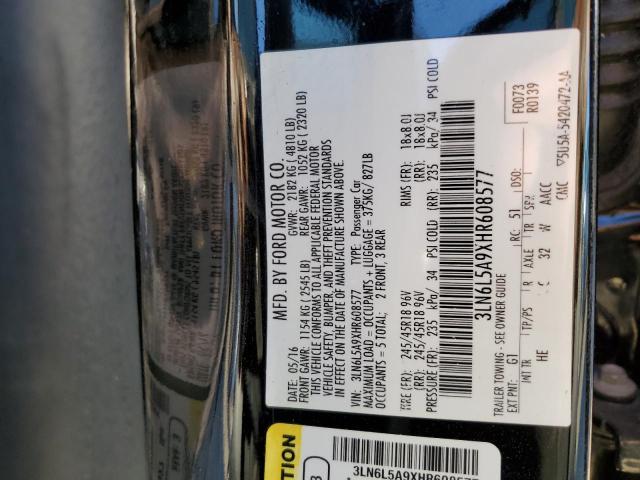 MFD. BY FORD MOTOR CO.
DATE: 05/16 GVWR: 2182 KG ( 4810 LB)
FRONT GAWR: 1154 KG ( 2545 LB) REAR GAWR: 1052 KG ( 2320 LB)
THIS VEHICLE CONFORMS TO ALL APPLICABLE FEDERAL MOTOR
VEHICLE SAFETY, BUMPER, AND THEFT PREVENTION STANDARDS
IN EFFECT ON THE DATE OF MANUFACTURE SHOWN ABOVE.
VIN: 3LN6L5A9XHR608577 TYPE: Passenger Car
MAXIMUM LOAD = OCCUPANTS + LUGGAGE = 375KG/ 827LB
OCCUPANTS = 5 TOTAL; 2 FRONT, 3 REAR
TIRE (FR): 245/45R18 96V RIMS (FR): 18x8.0J
(RR): 245/45R18 96V (RR): 18x8.0J
PRESSURE (FR): 235 kPa/ 34 PSI COLD (RR): 235 kPa/ 34 PSI COLD
3LN6L5A9XHR608577
TRAILER TOWING - SEE OWNER GUIDE F0073
EXT PNT: G1 RC: 51 DSO: R0139
INT TR TP/PS R AXLE TR
HE 32 W AACC
3LN6L5A9XHR608577